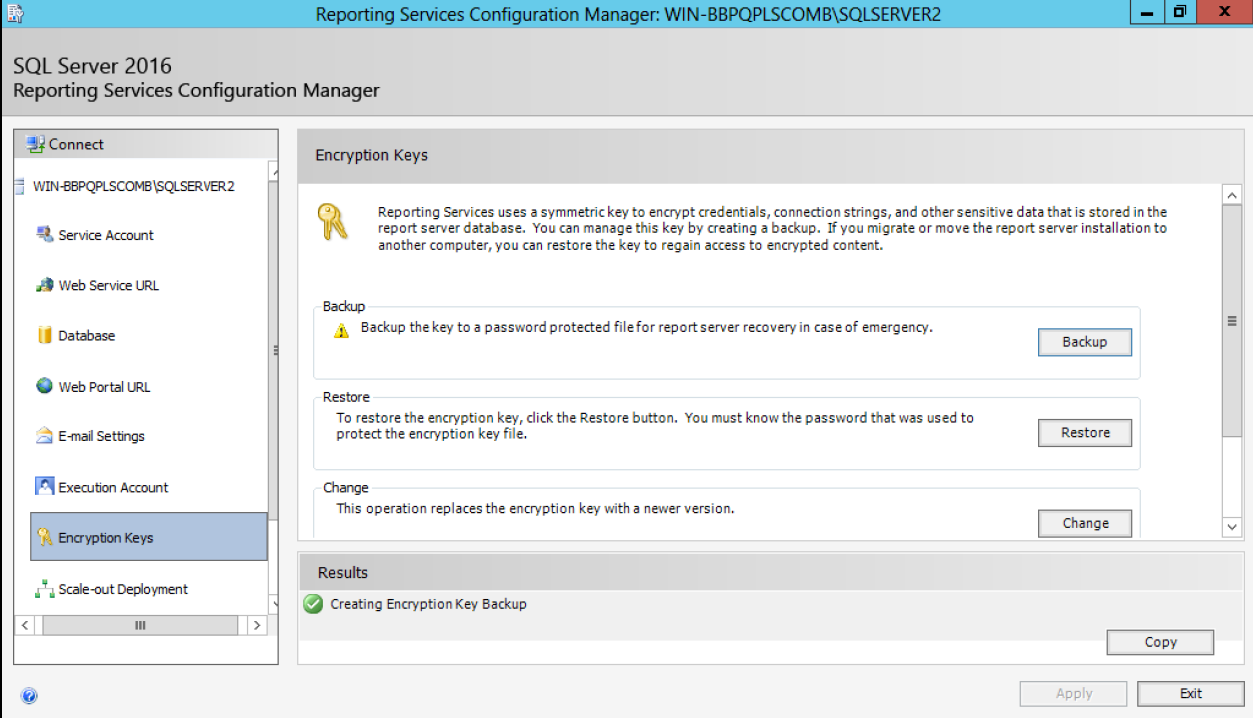 Reporting Services Configuration Manager: WIN-BBPQPLSCOMB\SQLSERVER2
SQL Server 2016
Reporting Services Configuration Manager
Connect
WIN-BBPQPLSCOMB\SQLSERVER2
Service Account
Web Service URL
Database
Web Portal URL
E-mail Settings
Execution Account
Encryption Keys
Scale-out Deployment
Encryption Keys
Reporting Services uses a symmetric key to encrypt credentials, connection strings, and other sensitive data that is stored in the
report server database.  You can manage this key by creating a backup.  If you migrate or move the report server installation to
another computer, you can restore the key to regain access to encrypted content.
Backup
Backup the key to a password protected file for report server recovery in case of emergency.
Backup
Restore
To restore the encryption key, click the Restore button.  You must know the password that was used to
protect the encryption key file.
Restore
Change
This operation replaces the encryption key with a newer version.
Change
Results
Creating Encryption Key Backup
Copy
Apply
Exit